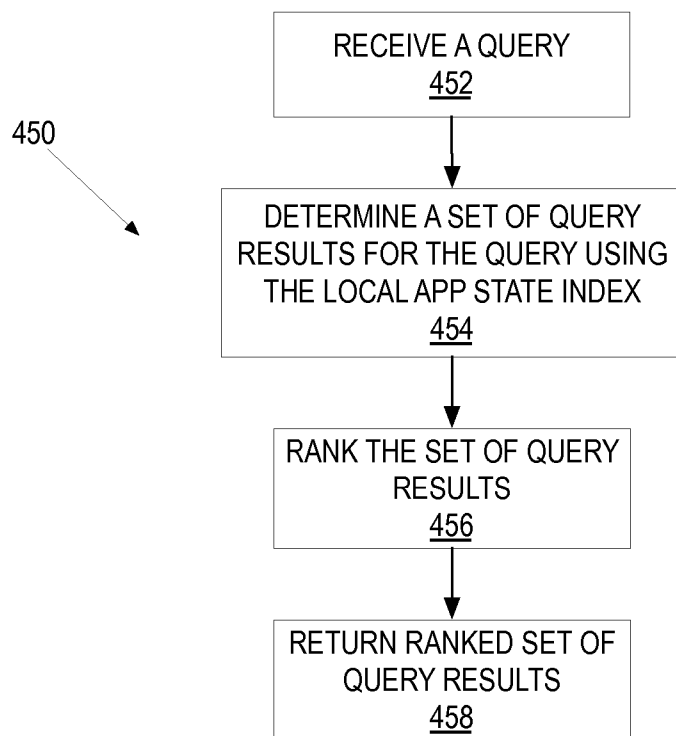 RECEIVE A QUERY
452
450
DETERMINE A SET OF QUERY
RESULTS FOR THE QUERY USING
THE LOCAL APP STATE INDEX
454
RANK THE SET OF QUERY
RESULTS
456
RETURN RANKED SET OF
QUERY RESULTS
458